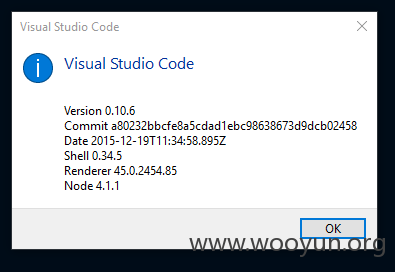 Visual Studio Code
Visual Studio Code
Version 0.10.6
Commit a80232bbcfe8a5cdad1ebc98638673d9dcb02458
Date 2015-12-19T11:34:58.895Z
Shell 0.34.5
Renderer 45.0.2454.85
Node 4.1.1
OK
www.wooyun.org